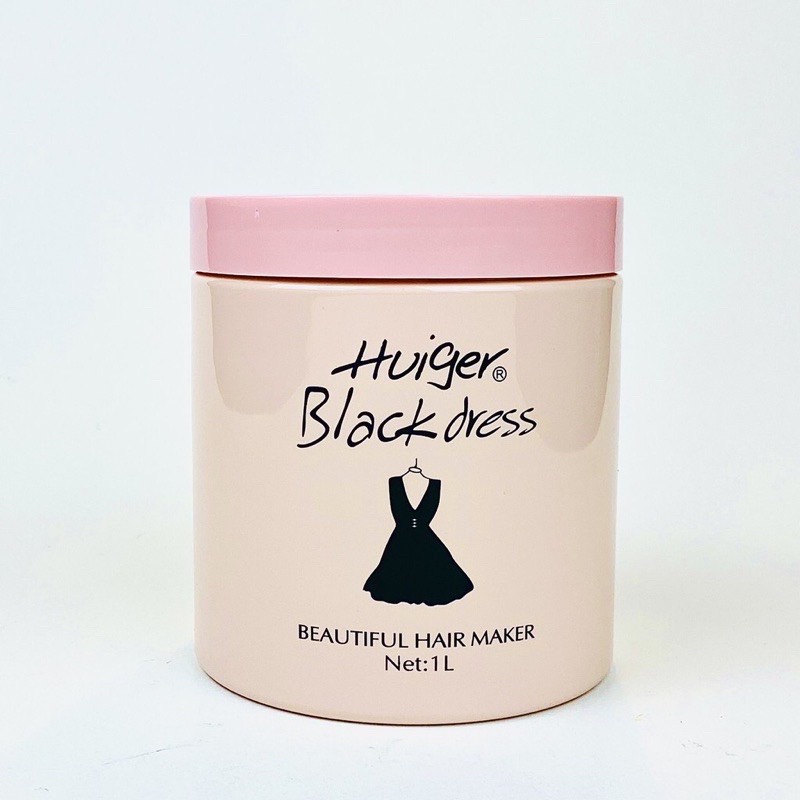 Huiger®
Black dress
BEAUTIFUL HAIR MAKER
Net:1L